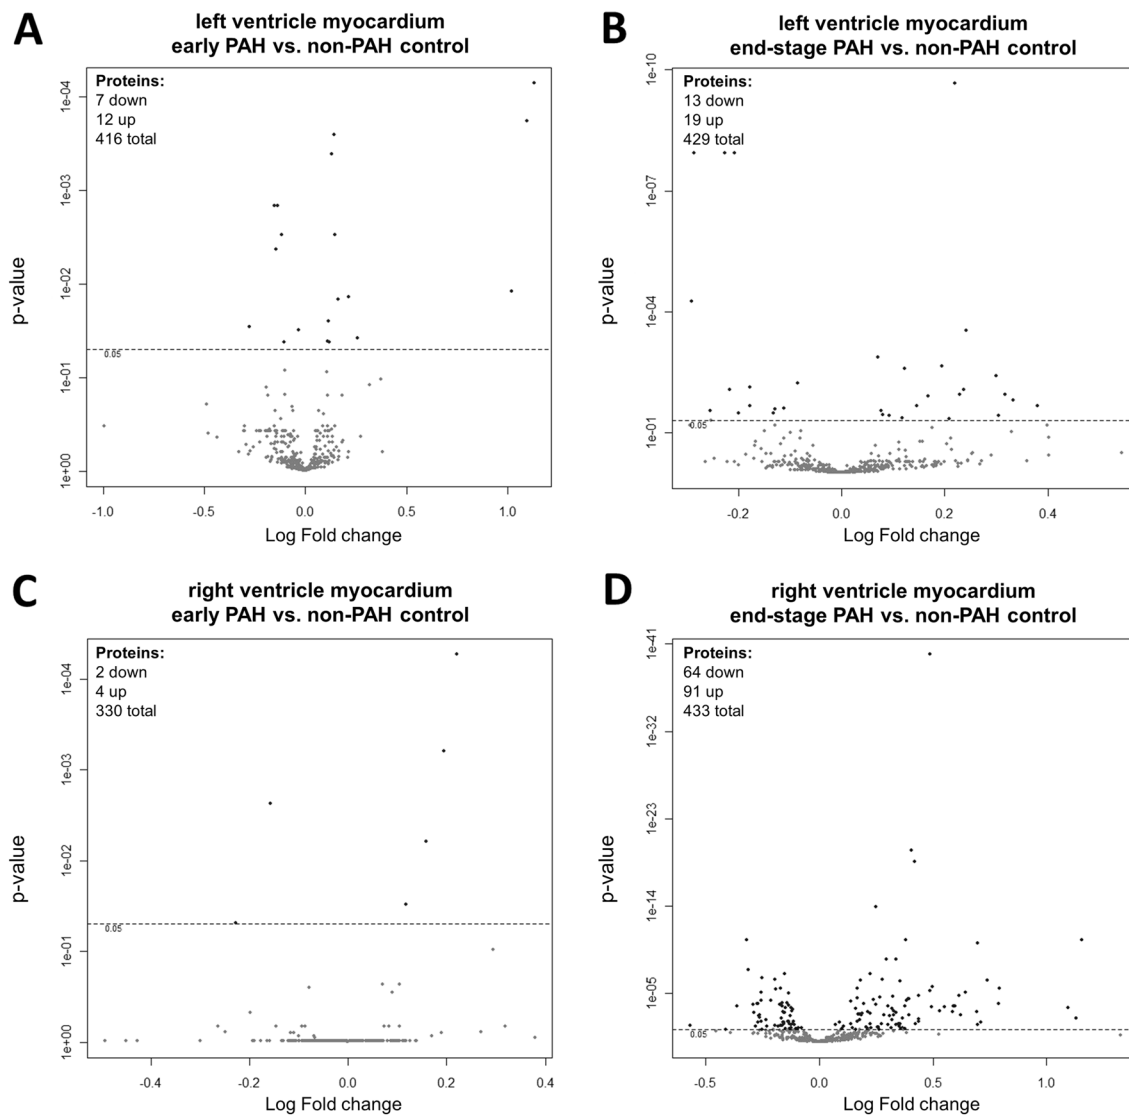 A
left ventricle myocardium
early PAH vs. non-PAH control
Proteins:
7 down
12 up
416 total
1e-04
1e-03
1e-02
1e-01
1e+00
p-value
0.05
-1.0
-0.5
0.0
0.5
1.0
Log Fold change
B
left ventricle myocardium
end-stage PAH vs. non-PAH control
Proteins:
13 down
19 up
429 total
1e-10
1e-07
1e-04
1e-01
p-value
0.05
-0.2
0.0
0.2
0.4
Log Fold change
C
right ventricle myocardium
early PAH vs. non-PAH control
Proteins:
2 down
4 up
330 total
1e-04
1e-03
1e-02
1e-01
1e+00
p-value
0.05
-0.4
-0.2
0.0
0.2
0.4
Log Fold change
D
right ventricle myocardium
end-stage PAH vs. non-PAH control
Proteins:
64 down
91 up
433 total
1e-41
1e-32
1e-23
1e-14
1e-05
p-value
0.05
-0.5
0.0
0.5
1.0
Log Fold change